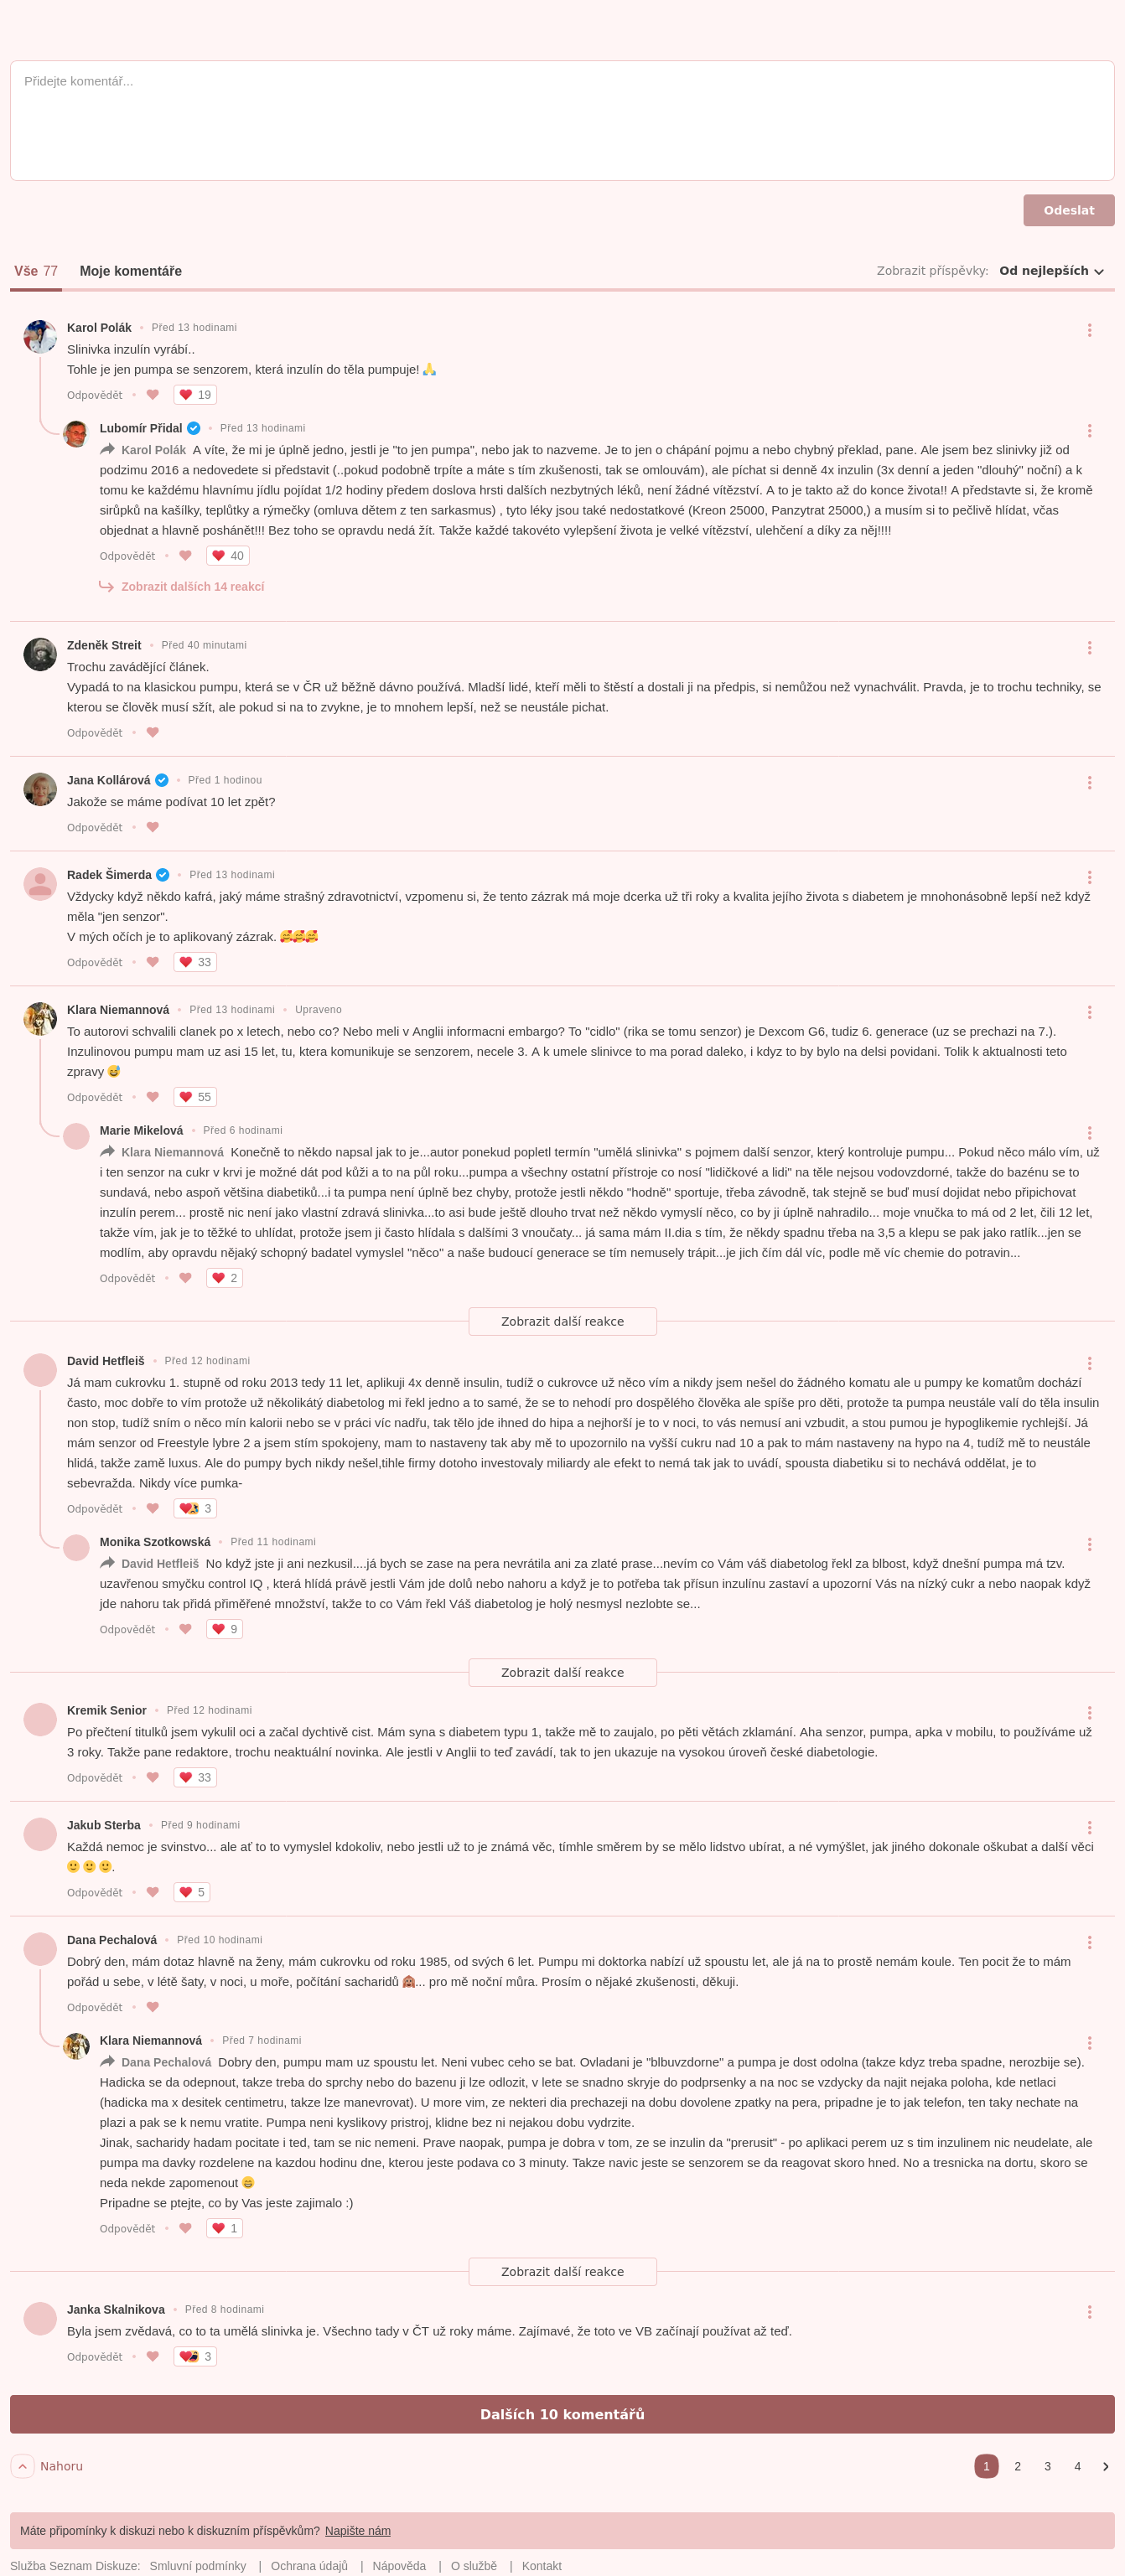 Přidejte komentář...
Odeslat
Vše 77 Moje komentáře Zobrazit příspěvky: Od nejlepších
Karol Polák • Před 13 hodinami
Slinivka inzulín vyrábí..
Tohle je jen pumpa se senzorem, která inzulín do těla pumpuje! 🙏
Odpovědět • 19
Lubomír Přidal • Před 13 hodinami
Karol Polák A víte, že mi je úplně jedno, jestli je "to jen pumpa", nebo jak to nazveme. Je to jen o chápání pojmu a nebo chybný překlad, pane. Ale jsem bez slinivky již od
podzimu 2016 a nedovedete si představit (..pokud podobně trpíte a máte s tím zkušenosti, tak se omlouvám), ale píchat si denně 4x inzulin (3x denní a jeden "dlouhý" noční) a k
tomu ke každému hlavnímu jídlu pojídat 1/2 hodiny předem doslova hrsti dalších nezbytných léků, není žádné vítězství. A to je takto až do konce života!! A představte si, že kromě
sirůpků na kašílky, teplůtky a rýmečky (omluva dětem z ten sarkasmus) , tyto léky jsou také nedostatkové (Kreon 25000, Panzytrat 25000,) a musím si to pečlivě hlídat, včas
objednat a hlavně poshánět!!! Bez toho se opravdu nedá žít. Takže každé takovéto vylepšení života je velké vítězství, ulehčení a díky za něj!!!!
Odpovědět • 40
Zobrazit dalších 14 reakcí
Zdeněk Streit • Před 40 minutami
Trochu zavádějící článek.
Vypadá to na klasickou pumpu, která se v ČR už běžně dávno používá. Mladší lidé, kteří měli to štěstí a dostali ji na předpis, si nemůžou než vynachválit. Pravda, je to trochu techniky, se
kterou se člověk musí sžít, ale pokud si na to zvykne, je to mnohem lepší, než se neustále píchat.
Odpovědět •
Jana Kollárová • Před 1 hodinou
Jakože se máme podívat 10 let zpět?
Odpovědět •
Radek Šimerda • Před 13 hodinami
Vždycky když někdo kafrá, jaký máme strašný zdravotnictví, vzpomenu si, že tento zázrak má moje dcerka už tři roky a kvalita jejího života s diabetem je mnohonásobně lepší než když
měla "jen senzor".
V mých očích je to aplikovaný zázrak. 🥰🥰🥰
Odpovědět • 33
Klara Niemannová • Před 13 hodinami • Upraveno
To autorovi schvalili clanek po x letech, nebo co? Nebo meli v Anglii informacni embargo? To "cidlo" (rika se tomu senzor) je Dexcom G6, tudiz 6. generace (uz se prechazi na 7.).
Inzulinovou pumpu mam uz asi 15 let, tu, ktera komunikuje se senzorem, necele 3. A k umele slinivce to ma porad daleko, i kdyz to by bylo na delsi povidani. Tolik k aktualnosti teto
zpravy 😅
Odpovědět • 55
Marie Mikelová • Před 6 hodinami
Klara Niemannová Konečně to někdo napsal jak to je...autor ponekud popletl termín "umělá slinivka" s pojmem další senzor, který kontroluje pumpu... Pokud něco málo vím, už
i ten senzor na cukr v krvi je možné dát pod kůži a to na půl roku...pumpa a všechny ostatní přístroje co nosí "lidičkové a lidi" na těle nejsou vodovzdorné, takže do bazénu se to
sundavá, nebo aspoň většina diabetiků...i ta pumpa není úplně bez chyby, protože jestli někdo "hodně" sportuje, třeba závodně, tak stejně se buď musí dojidat nebo připichovat
inzulín perem... prostě nic není jako vlastní zdravá slinivka...to asi bude ještě dlouho trvat než někdo vymyslí něco, co by ji úplně nahradilo... moje vnučka to má od 2 let, čili 12 let,
takže vím, jak je to těžké to uhlídat, protože jsem ji často hlídala s dalšími 3 vnoučaty... já sama mám II.dia s tím, že někdy spadnu třeba na 3,5 a klepu se pak jako ratlík...jen se
modlím, aby opravdu nějaký schopný badatel vymyslel "něco" a naše budoucí generace se tím nemusely trápit...je jich čím dál víc, podle mě víc chemie do potravin...
Odpovědět • 2
Zobrazit další reakce
David Hetfleiš • Před 12 hodinami
Já mam cukrovku 1. stupně od roku 2013 tedy 11 let, aplikuji 4x denně insulin, tudíž o cukrovce už něco vím a nikdy jsem nešel do žádného komatu ale u pumpy ke komatům dochází
často, moc dobře to vím protože už několikátý diabetolog mi řekl jedno a to samé, že se to nehodí pro dospělého člověka ale spíše pro děti, protože ta pumpa neustále valí do těla insulin
non stop, tudíž sním o něco mín kalorii nebo se v práci víc nadřu, tak tělo jde ihned do hipa a nejhorší je to v noci, to vás nemusí ani vzbudit, a stou pumou je hypoglikemie rychlejší. Já
mám senzor od Freestyle lybre 2 a jsem stím spokojeny, mam to nastaveny tak aby mě to upozornilo na vyšší cukru nad 10 a pak to mám nastaveny na hypo na 4, tudíž mě to neustále
hlidá, takže zamě luxus. Ale do pumpy bych nikdy nešel,tihle firmy dotoho investovaly miliardy ale efekt to nemá tak jak to uvádí, spousta diabetiku si to nechává oddělat, je to
sebevražda. Nikdy více pumka-
Odpovědět • 3
Monika Szotkowská • Před 11 hodinami
David Hetfleiš No když jste ji ani nezkusil....já bych se zase na pera nevrátila ani za zlaté prase...nevím co Vám váš diabetolog řekl za blbost, když dnešní pumpa má tzv.
uzavřenou smyčku control IQ , která hlídá právě jestli Vám jde dolů nebo nahoru a když je to potřeba tak přísun inzulínu zastaví a upozorní Vás na nízký cukr a nebo naopak když
jde nahoru tak přidá přiměřené množství, takže to co Vám řekl Váš diabetolog je holý nesmysl nezlobte se...
Odpovědět • 9
Zobrazit další reakce
Kremik Senior • Před 12 hodinami
Po přečtení titulků jsem vykulil oci a začal dychtivě cist. Mám syna s diabetem typu 1, takže mě to zaujalo, po pěti větách zklamání. Aha senzor, pumpa, apka v mobilu, to používáme už
3 roky. Takže pane redaktore, trochu neaktuální novinka. Ale jestli v Anglii to teď zavádí, tak to jen ukazuje na vysokou úroveň české diabetologie.
Odpovědět • 33
Jakub Sterba • Před 9 hodinami
Každá nemoc je svinstvo... ale ať to to vymyslel kdokoliv, nebo jestli už to je známá věc, tímhle směrem by se mělo lidstvo ubírat, a né vymýšlet, jak jiného dokonale oškubat a další věci
🙂 🙂 🙂.
Odpovědět • 5
Dana Pechalová • Před 10 hodinami
Dobrý den, mám dotaz hlavně na ženy, mám cukrovku od roku 1985, od svých 6 let. Pumpu mi doktorka nabízí už spoustu let, ale já na to prostě nemám koule. Ten pocit že to mám
pořád u sebe, v létě šaty, v noci, u moře, počítání sacharidů 🙈... pro mě noční můra. Prosím o nějaké zkušenosti, děkuji.
Odpovědět •
Klara Niemannová • Před 7 hodinami
Dana Pechalová Dobry den, pumpu mam uz spoustu let. Neni vubec ceho se bat. Ovladani je "blbuvzdorne" a pumpa je dost odolna (takze kdyz treba spadne, nerozbije se).
Hadicka se da odepnout, takze treba do sprchy nebo do bazenu ji lze odlozit, v lete se snadno skryje do podprsenky a na noc se vzdycky da najit nejaka poloha, kde netlaci
(hadicka ma x desitek centimetru, takze lze manevrovat). U more vim, ze nekteri dia prechazeji na dobu dovolene zpatky na pera, pripadne je to jak telefon, ten taky nechate na
plazi a pak se k nemu vratite. Pumpa neni kyslikovy pristroj, klidne bez ni nejakou dobu vydrzite.
Jinak, sacharidy hadam pocitate i ted, tam se nic nemeni. Prave naopak, pumpa je dobra v tom, ze se inzulin da "prerusit" - po aplikaci perem uz s tim inzulinem nic neudelate, ale
pumpa ma davky rozdelene na kazdou hodinu dne, kterou jeste podava co 3 minuty. Takze navic jeste se senzorem se da reagovat skoro hned. No a tresnicka na dortu, skoro se
neda nekde zapomenout 😄
Pripadne se ptejte, co by Vas jeste zajimalo :)
Odpovědět • 1
Zobrazit další reakce
Janka Skalnikova • Před 8 hodinami
Byla jsem zvědavá, co to ta umělá slinivka je. Všechno tady v ČT už roky máme. Zajímavé, že toto ve VB začínají používat až teď.
Odpovědět • 3
Dalších 10 komentářů
Nahoru 1 2 3 4
Máte připomínky k diskuzi nebo k diskuzním příspěvkům? Napište nám
Služba Seznam Diskuze: Smluvní podmínky | Ochrana údajů | Nápověda | O službě | Kontakt